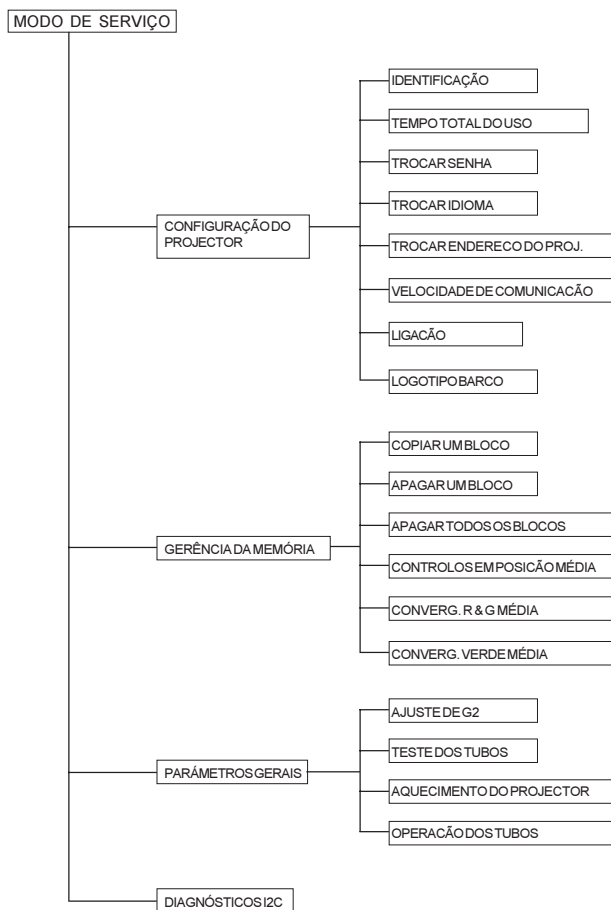 MODO DE SERVIÇO
IDENTIFICAÇÃO
TEMPO TOTAL DO USO
TROCAR SENHA
TROCAR IDIOMA
CONFIGURAÇÃO DO
PROJECTOR
TROCAR ENDERECO DO PROJ.
VELOCIDADE DE COMUNICACÃO
LIGACÃO
LOGOTIPO BARCO
COPIAR UM BLOCO
APAGAR UM BLOCO
APAGAR TODOS OS BLOCOS
GERÊNCIA DA MEMÓRIA
CONTROLOS EM POSICÃO MÉDIA
CONVERG. R & G MÉDIA
CONVERG. VERDE MÉDIA
AJUSTE DE G2
TESTE DOS TUBOS
PARÁMETROS GERAIS
AQUECIMENTO DO PROJECTOR
OPERACÃO DOS TUBOS
DIAGNÓSTICOS I2C